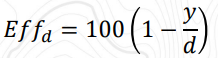 Eff_d = 100 (1 − y/d)